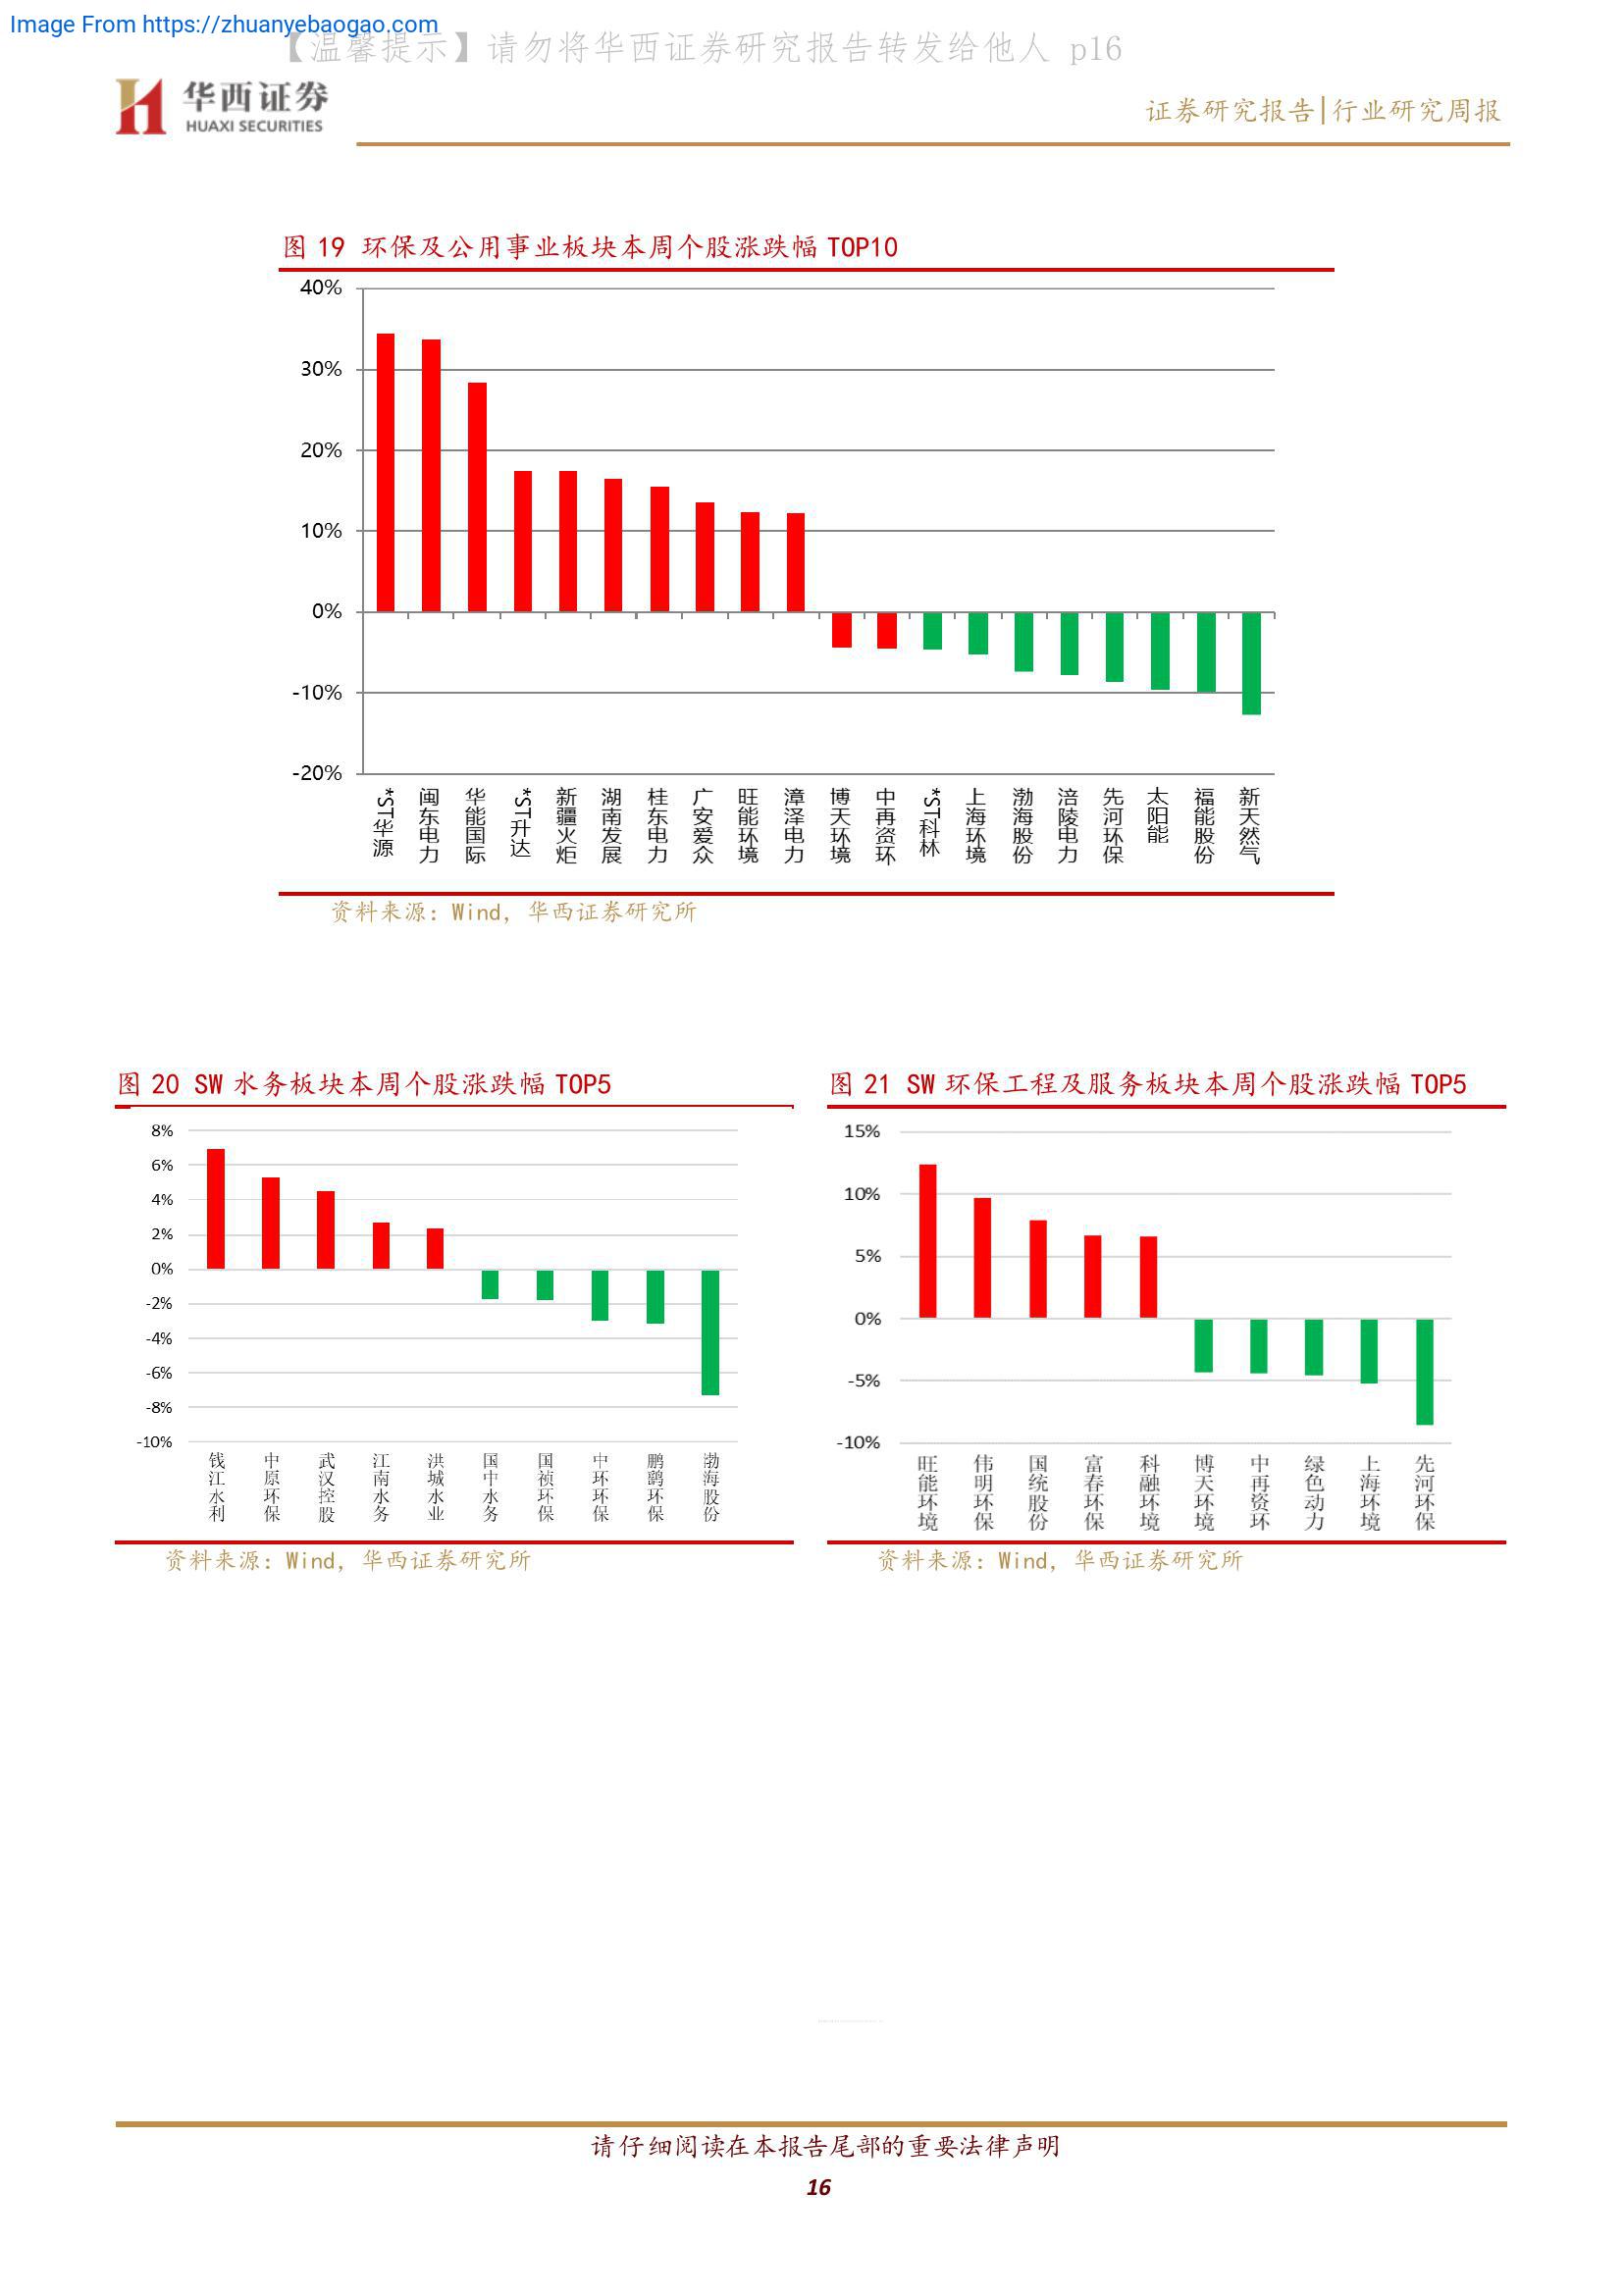 Image From https://zhuanyebaogao.com
【温馨提示】请勿将华西证券研究报告转发给他人 p16
华西证券
HUAXI SECURITIES
证券研究报告|行业研究周报
图 19 环保及公用事业板块本周个股涨跌幅 TOP10
40%
30%
20%
10%
0%
-10%
-20%
*ST华源 闽东电力 华能国际 *ST升达 新疆火炬 湖南发展 桂东电力 广安爱众 旺能环境 漳泽电力 博天环境 中再资环 *ST科林 上海环境 渤海股份 涪陵电力 先河环保 太阳能 福能股份 新天然气
资料来源：Wind，华西证券研究所
图 20 SW 水务板块本周个股涨跌幅 TOP5
8%
6%
4%
2%
0%
-2%
-4%
-6%
-8%
-10%
钱江水利 中原环保 武汉控股 江南水务 洪城水业 国中水务 国祯环保 中环环保 鹏鹞环保 渤海股份
资料来源：Wind，华西证券研究所
图 21 SW 环保工程及服务板块本周个股涨跌幅 TOP5
15%
10%
5%
0%
-5%
-10%
旺能环境 伟明环保 国统股份 富春环保 科融环境 博天环境 中再资环 绿色动力 上海环境 先河环保
资料来源：Wind，华西证券研究所
请仔细阅读在本报告尾部的重要法律声明
16